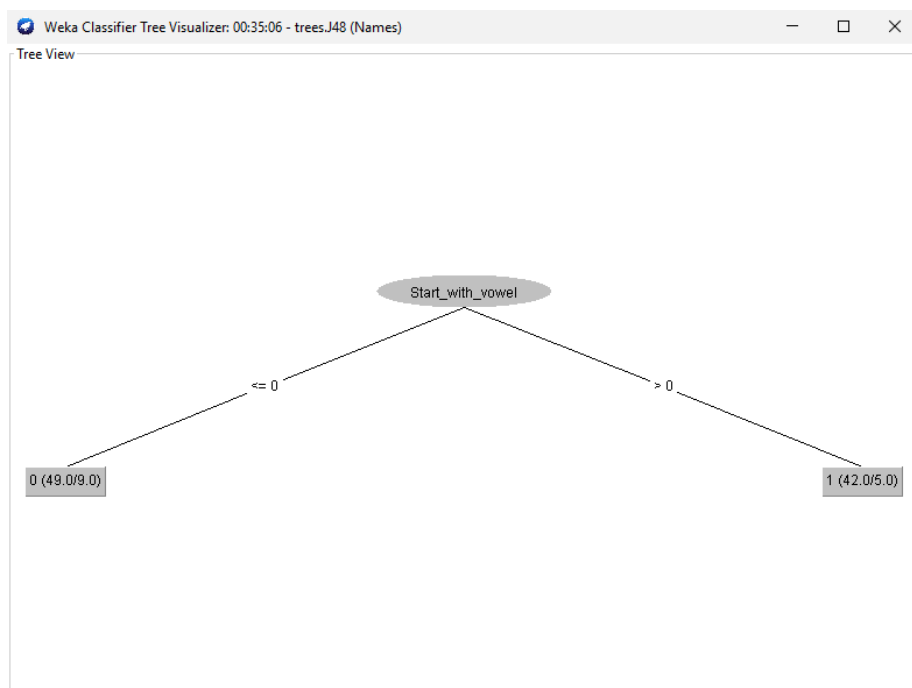 Weka Classifier Tree Visualizer: 00:35:06 - trees.J48 (Names)
Tree View
Start_with_vowel
<= 0
> 0
0 (49.0/9.0)
1 (42.0/5.0)